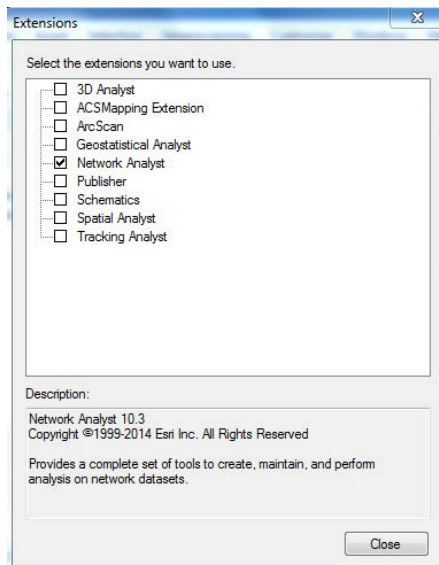 Extensions
Select the extensions you want to use.
3D Analyst
ACSMapping Extension
ArcScan
Geostatistical Analyst
Network Analyst
Publisher
Schematics
Spatial Analyst
Tracking Analyst
Description:
Network Analyst 10.3
Copyright ©1999-2014 Esri Inc. All Rights Reserved
Provides a complete set of tools to create, maintain, and perform
analysis on network datasets.
Close